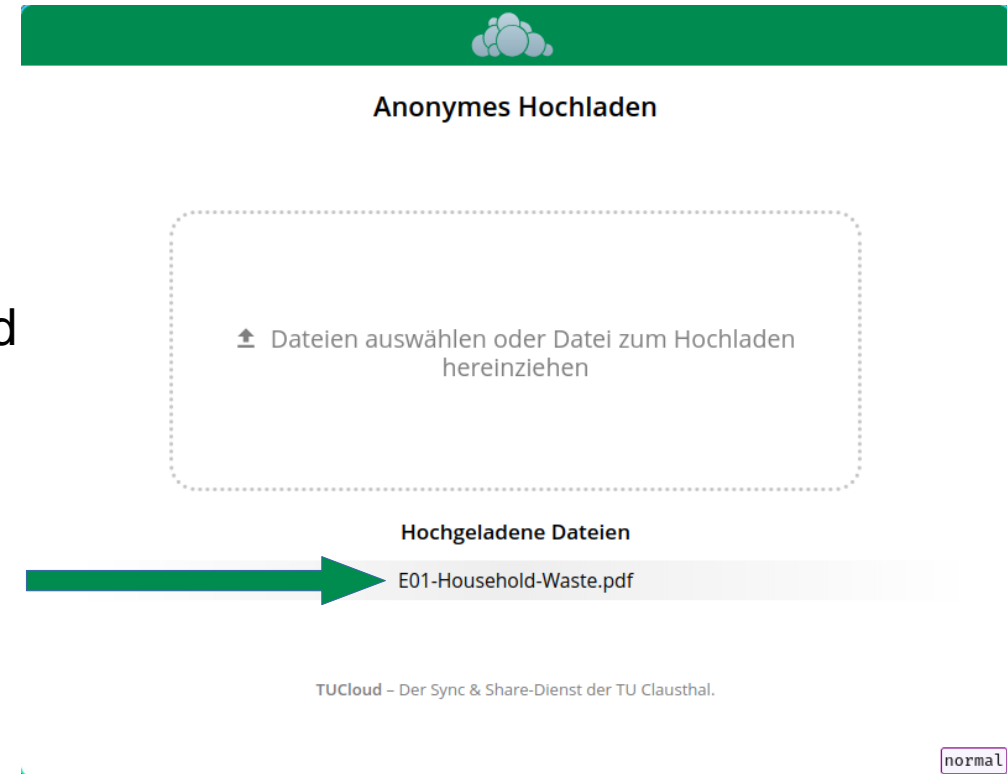 Anonymes Hochladen
d
Dateien auswählen oder Datei zum Hochladen
hereinziehen
Hochgeladene Dateien
E01-Household-Waste.pdf
TUCloud – Der Sync & Share-Dienst der TU Clausthal.
normal